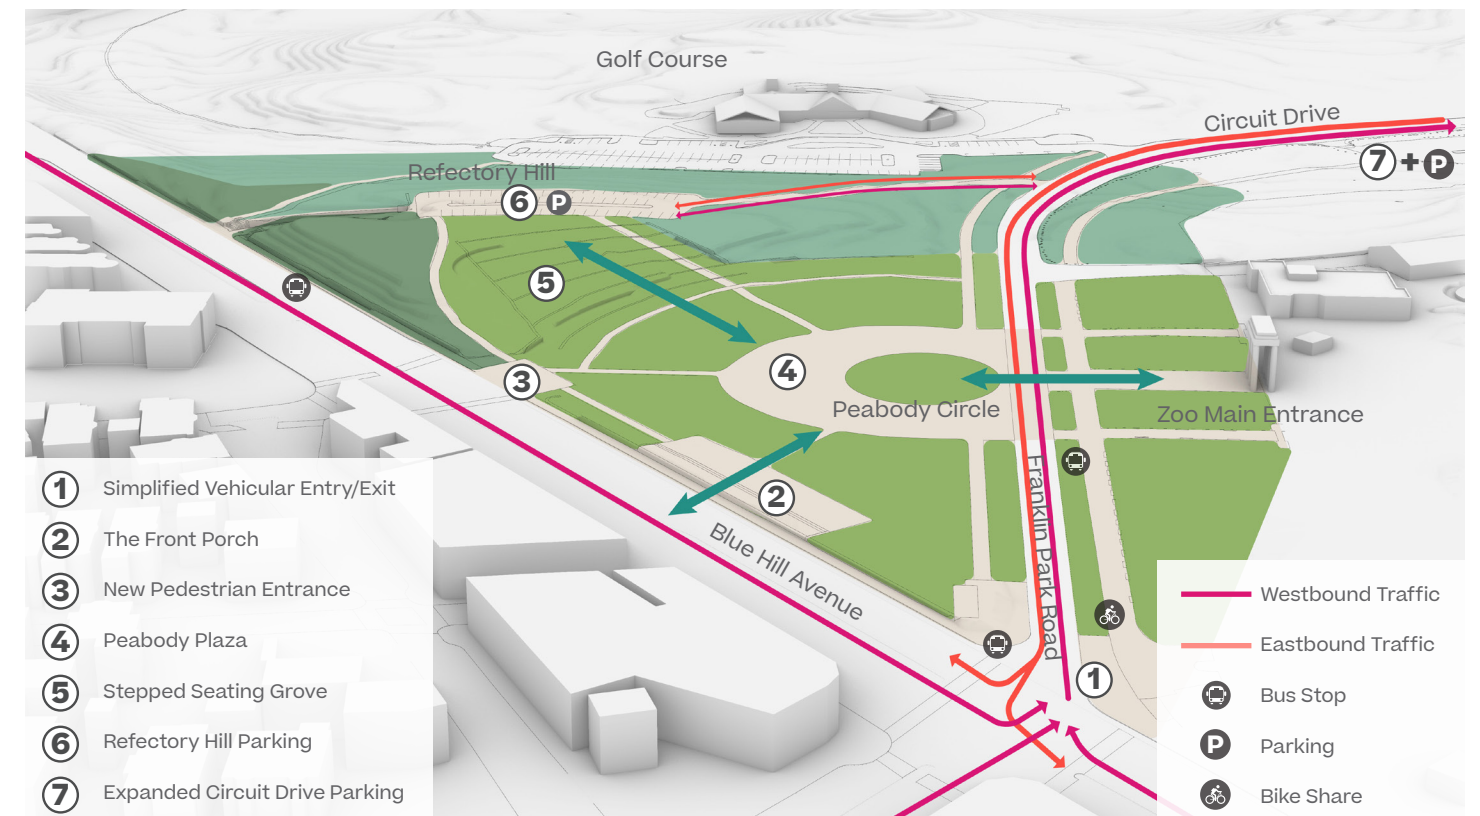 Golf Course
Circuit Drive
7 + P
Refectory Hill
6 P
5
4
3
Peabody Circle
Zoo Main Entrance
2
Blue Hill Avenue
Franklin Park Road
1
1 Simplified Vehicular Entry/Exit
2 The Front Porch
3 New Pedestrian Entrance
4 Peabody Plaza
5 Stepped Seating Grove
6 Refectory Hill Parking
7 Expanded Circuit Drive Parking
Westbound Traffic
Eastbound Traffic
Bus Stop
P Parking
Bike Share